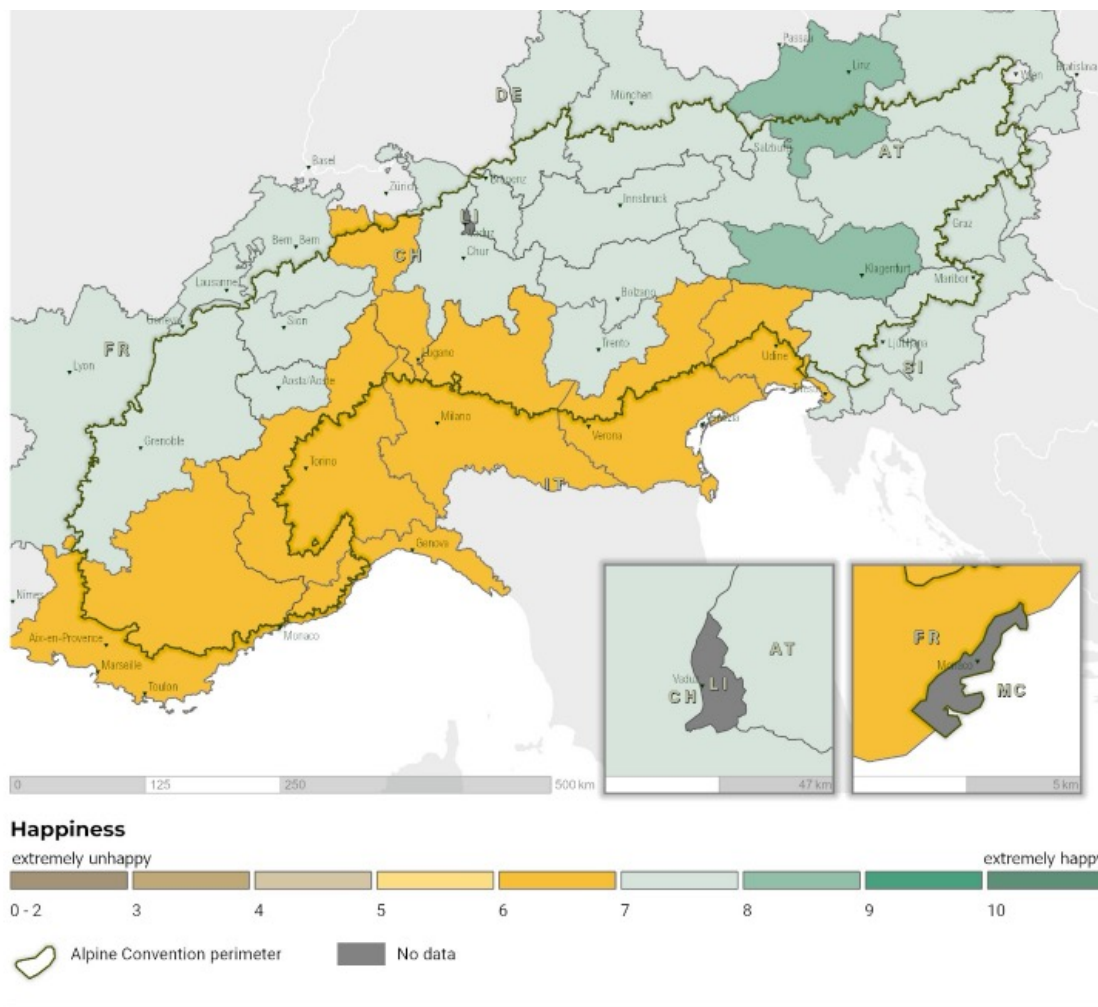 Passau
Linz
Wien
Bratislava
DE
München
Salzburg
AT
Basel
Zürich
Bregenz
Innsbruck
LI
Vaduz
Graz
Bern Bern
CH
Chur
Klagenfurt
Maribor
Lausanne
Bolzano
Geneva
Sion
Trento
Ljubljana
FR
Lugano
Udine
SI
Lyon
Aosta/Aoste
Milano
Verona
Grenoble
Torino
IT
Genova
Nimes
Monaco
Aix-en-Provence
Marseille
Toulon
AT
Vaduz
LI
CH
FR
Monaco
MC
0 125 250 500 km
47 km
5 km
Happiness
extremely unhappy extremely happy
0 - 2 3 4 5 6 7 8 9 10
Alpine Convention perimeter No data